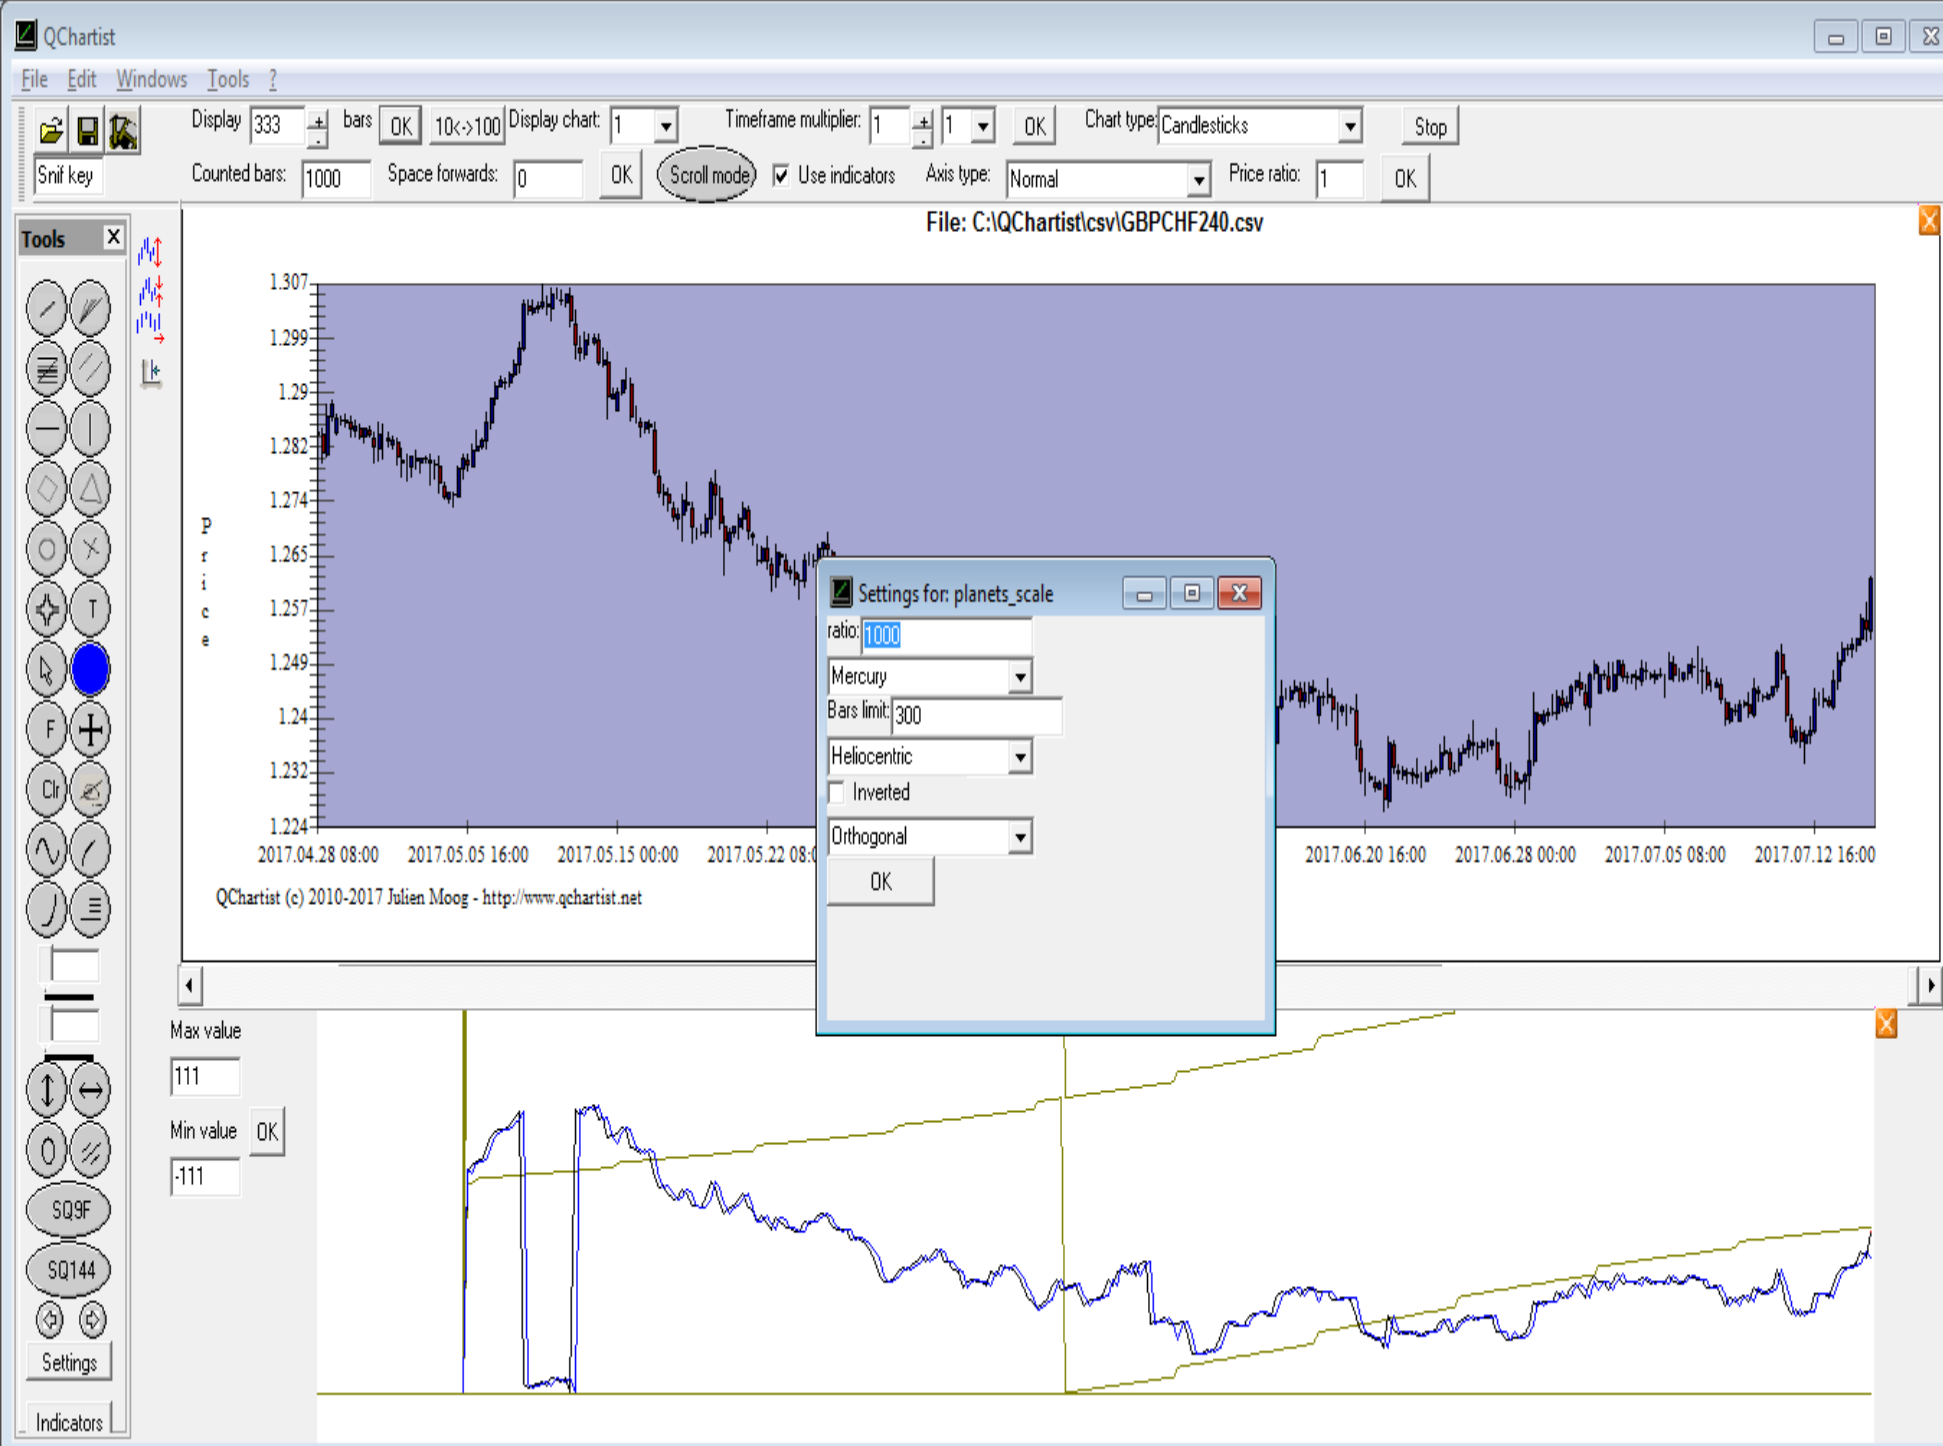 QChartist
File Edit Windows Tools ?
Display 333 bars OK 10<->100 Display chart: 1 Timeframe multiplier: 1 1 OK Chart type: Candlesticks Stop
Snif key Counted bars: 1000 Space forwards: 0 OK Scroll mode Use indicators Axis type: Normal Price ratio: 1 OK
Tools X
File: C:\QChartist\csv\GBPCHF240.csv
1.307
1.299
1.29
1.282
1.274
1.265
1.257
1.249
1.24
1.232
1.224
Price
2017.04.28 08:00 2017.05.05 16:00 2017.05.15 00:00 2017.05.22 08:0 2017.06.20 16:00 2017.06.28 00:00 2017.07.05 08:00 2017.07.12 16:00
QChartist (c) 2010-2017 Julien Moog - http://www.qchartist.net
Settings for: planets_scale
ratio: 1000
Mercury
Bars limit: 300
Heliocentric
Inverted
Orthogonal
OK
T
F
Clr
0
SQ9F
SQ144
Settings
Indicators
Max value
111
Min value OK
-111